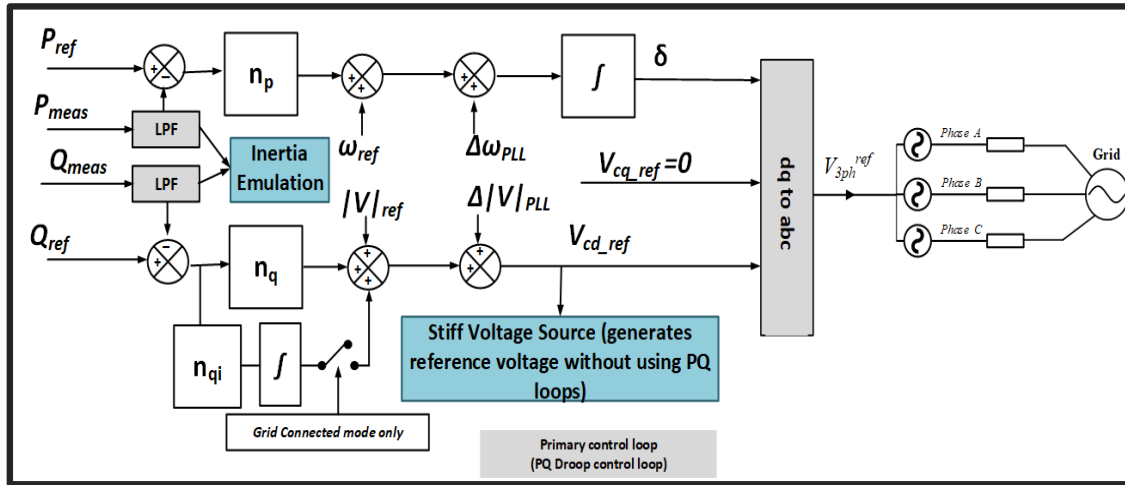 P_ref
n_p
∫
δ
P_meas
LPF
Inertia
Emulation
ω_ref
Δω_PLL
Q_meas
LPF
V_cq_ref=0
|V|_ref
Δ|V|_PLL
V_cd_ref
Q_ref
n_q
n_qi
∫
Grid Connected mode only
Stiff Voltage Source (generates
reference voltage without using PQ
loops)
Primary control loop
(PQ Droop control loop)
dq to abc
V_3ph^ref
Phase A
Phase B
Phase C
Grid